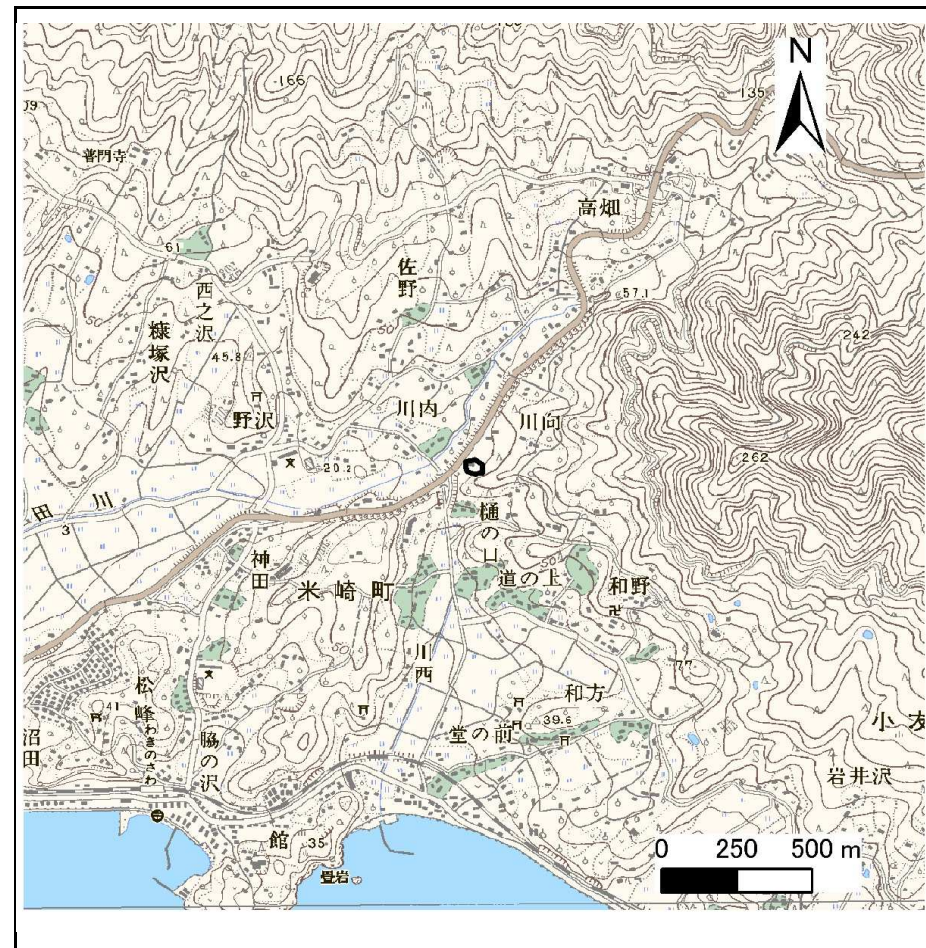 N
166
135
普門寺
高畑
61
佐野
57.1
西之沢
糠塚沢
242
45.8
野沢
川内
川向
20.2
262
田川
3
樋の口
50
神田
米崎町
道の上
和野
川西
77
松峰
和方
41
堂の前
39.6
小友
沼田
わきのさわ
脇の沢
岩井沢
館
35
畳岩
0 250 500 m